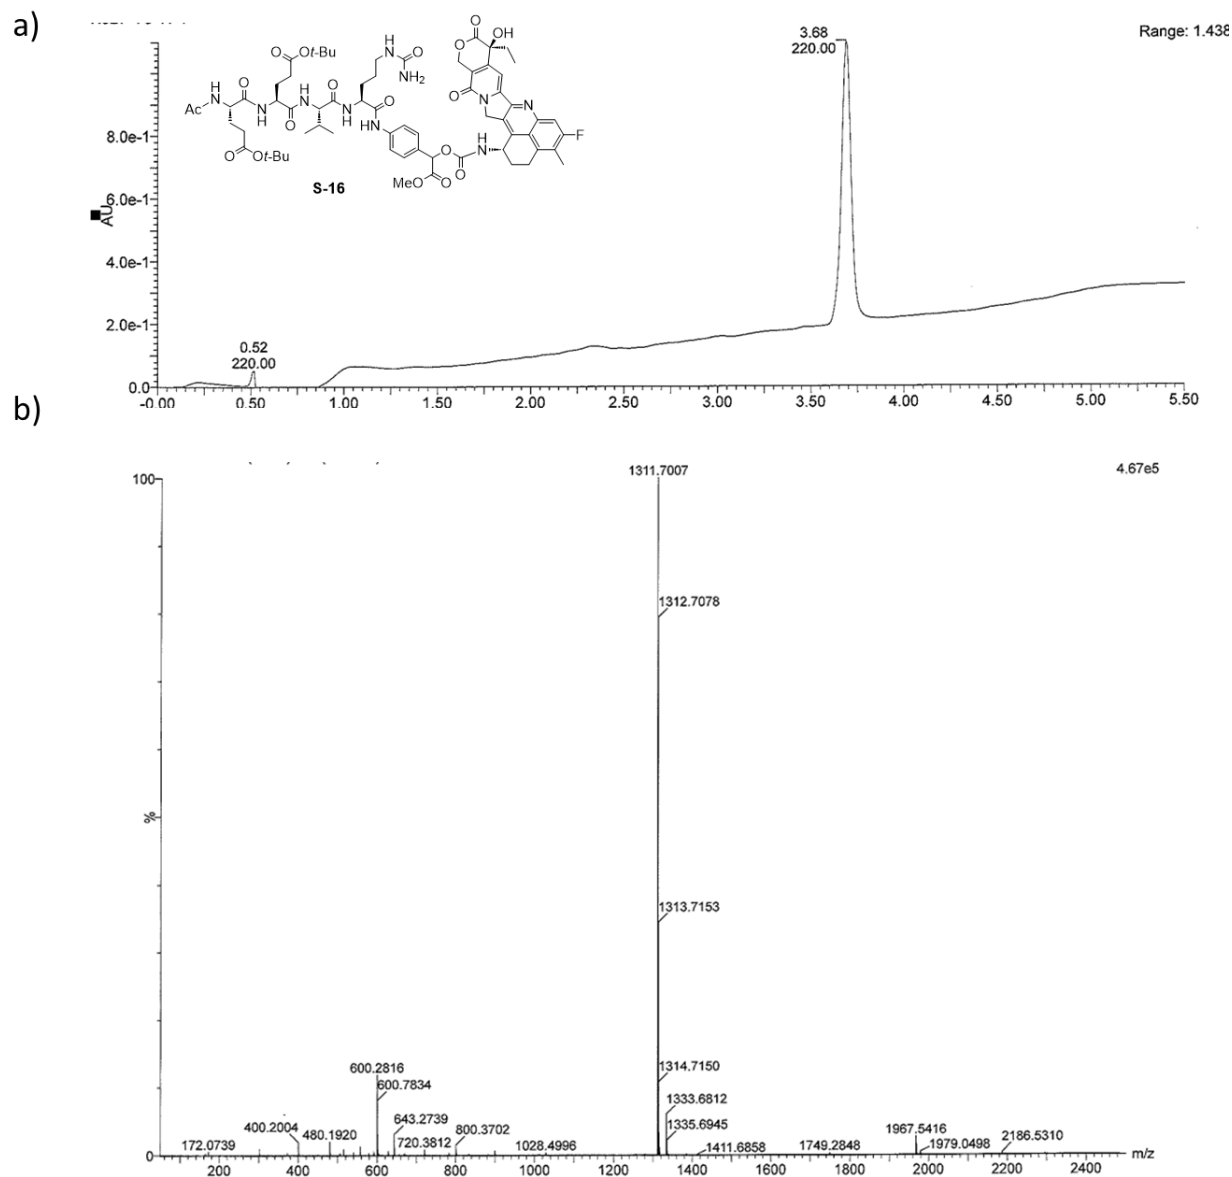 a)
3.68
220.00
Range: 1.438
O
OH
O
O
N
N
F
O
Ot-Bu
H
N
O
NH2
H
N
Ac
O
N
H
O
H
N
O
N
H
O
HN
O
Ot-Bu
O
O
H
N
MeO
O
S-16
AU
8.0e-1
6.0e-1
4.0e-1
2.0e-1
0.0
0.52
220.00
-0.00 0.50 1.00 1.50 2.00 2.50 3.00 3.50 4.00 4.50 5.00 5.50
b)
1311.7007
4.67e5
100
1312.7078
%
1313.7153
1314.7150
600.2816
600.7834
1333.6812
643.2739
1335.6945
400.2004
480.1920
800.3702
1967.5416
172.0739
720.3812
1028.4996
1411.6858
1749.2848
1979.0498
2186.5310
0
m/z
200 400 600 800 1000 1200 1400 1600 1800 2000 2200 2400